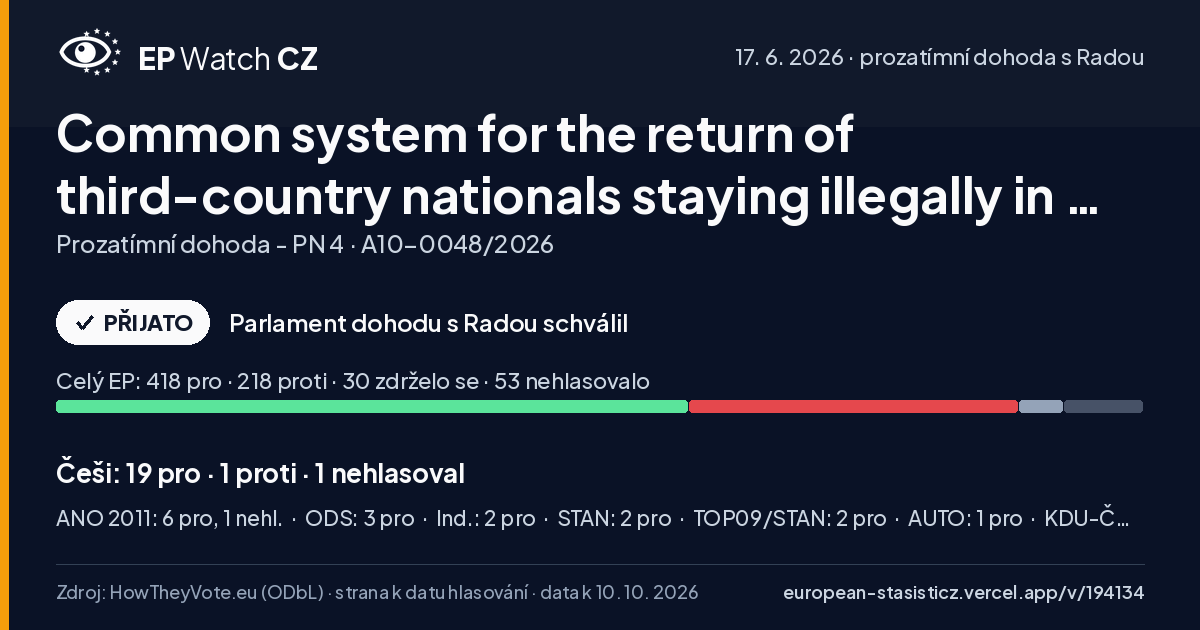 EP Watch CZ
17. 6. 2026 · prozatímní dohoda s Radou
Common system for the return of
third-country nationals staying illegally in …
Prozatímní dohoda - PN 4 · A10-0048/2026
✓ PŘIJATO
Parlament dohodu s Radou schválil
Celý EP: 418 pro · 218 proti · 30 zdrželo se · 53 nehlasovalo
Češi: 19 pro · 1 proti · 1 nehlasoval
ANO 2011: 6 pro, 1 nehl. · ODS: 3 pro · Ind.: 2 pro · STAN: 2 pro · TOP09/STAN: 2 pro · AUTO: 1 pro · KDU-Č…
Zdroj: HowTheyVote.eu (ODbL) · strana k datu hlasování · data k 10. 10. 2026
european-stasisticz.vercel.app/v/194134